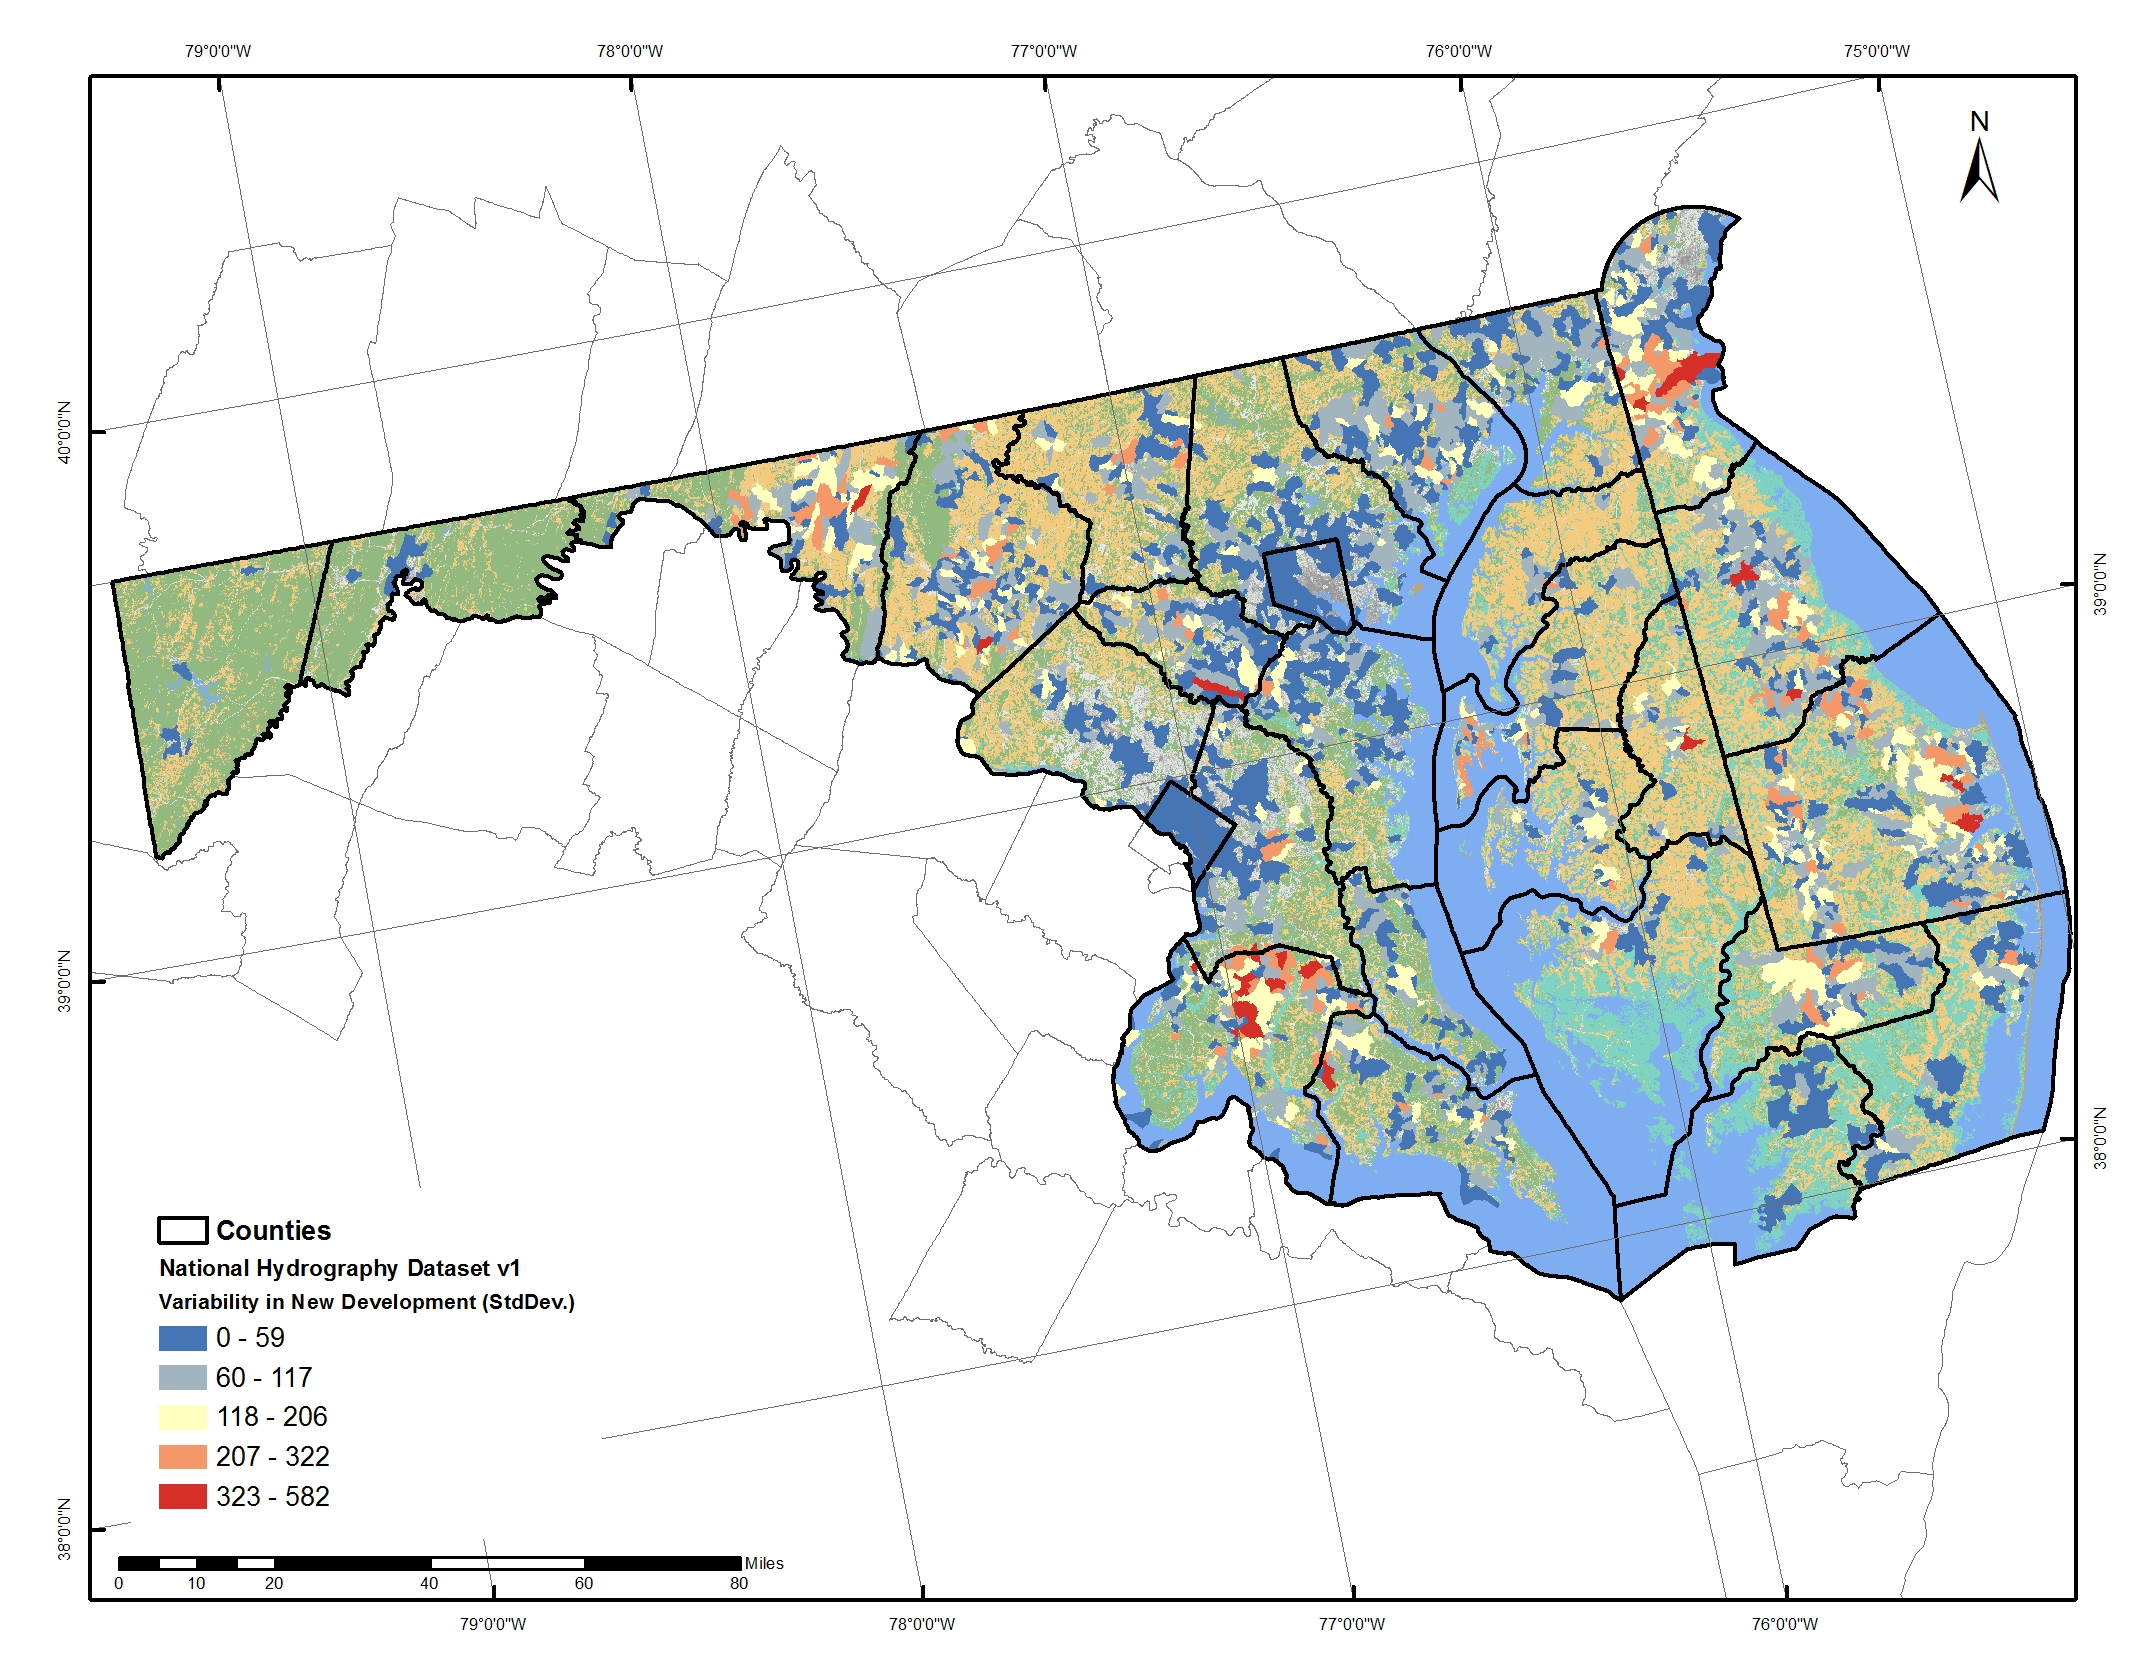 79°0'0"W 78°0'0"W 77°0'0"W 76°0'0"W 75°0'0"W
N
40°0'0"N
39°0'0"N
39°0'0"N
38°0'0"N
Counties
National Hydrography Dataset v1
Variability in New Development (StdDev.)
0 - 59
60 - 117
118 - 206
207 - 322
323 - 582
38°0'0"N
Miles
0 10 20 40 60 80
79°0'0"W 78°0'0"W 77°0'0"W 76°0'0"W